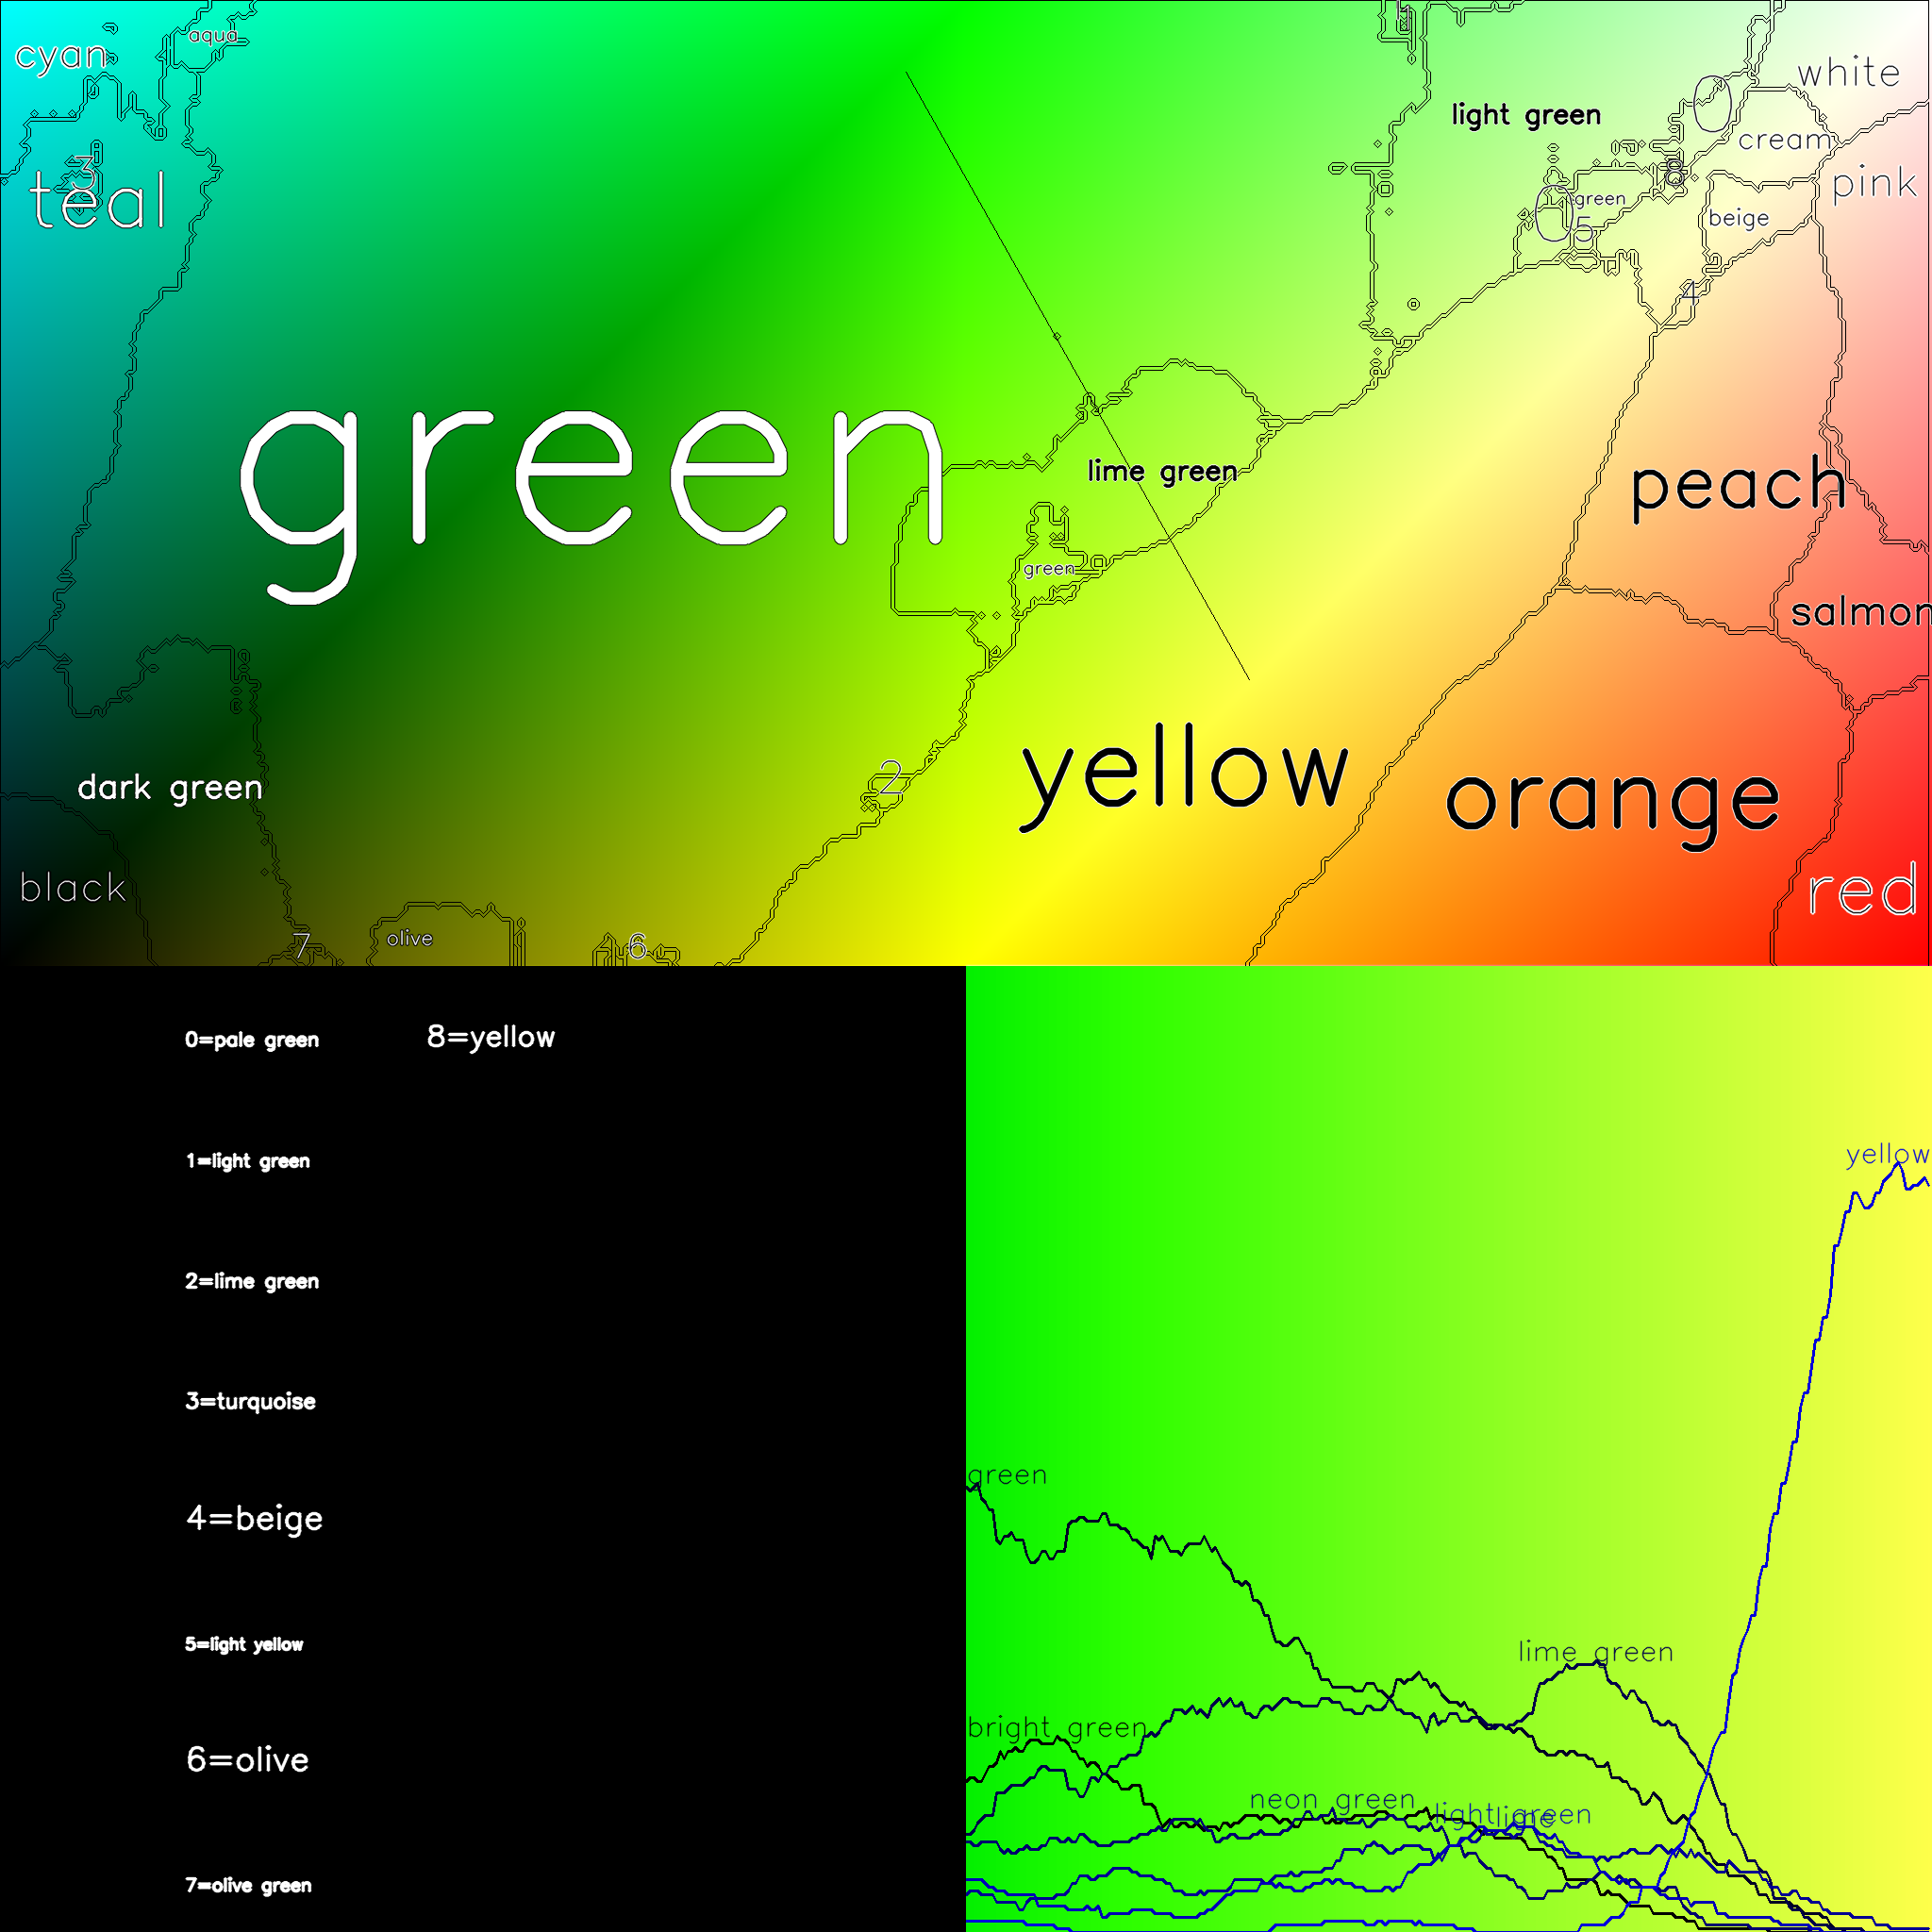 cyan
aqua
1
white
light green
0
cream
3
teal
8
pink
green
0
5
beige
4
green
lime green
peach
green
salmon
2
dark green
yellow
orange
black
red
7
olive
6
0=pale green
8=yellow
1=light green
2=lime green
3=turquoise
4=beige
5=light yellow
6=olive
7=olive green
yellow
green
lime green
bright green
neon green
light green
lime